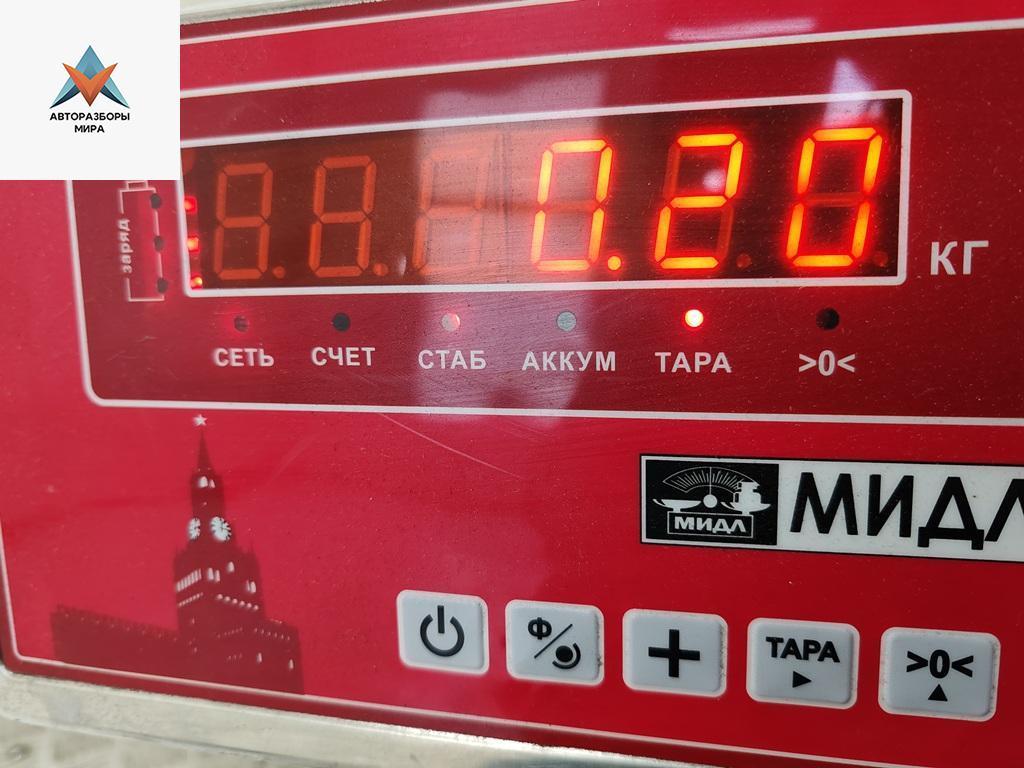 АВТОРАЗБОРЫ
МИРА
заряд
0.20
КГ
СЕТЬ СЧЕТ СТАБ АККУМ ТАРА >0<
МИДЛ МИДЛ
Ф ТАРА >0<